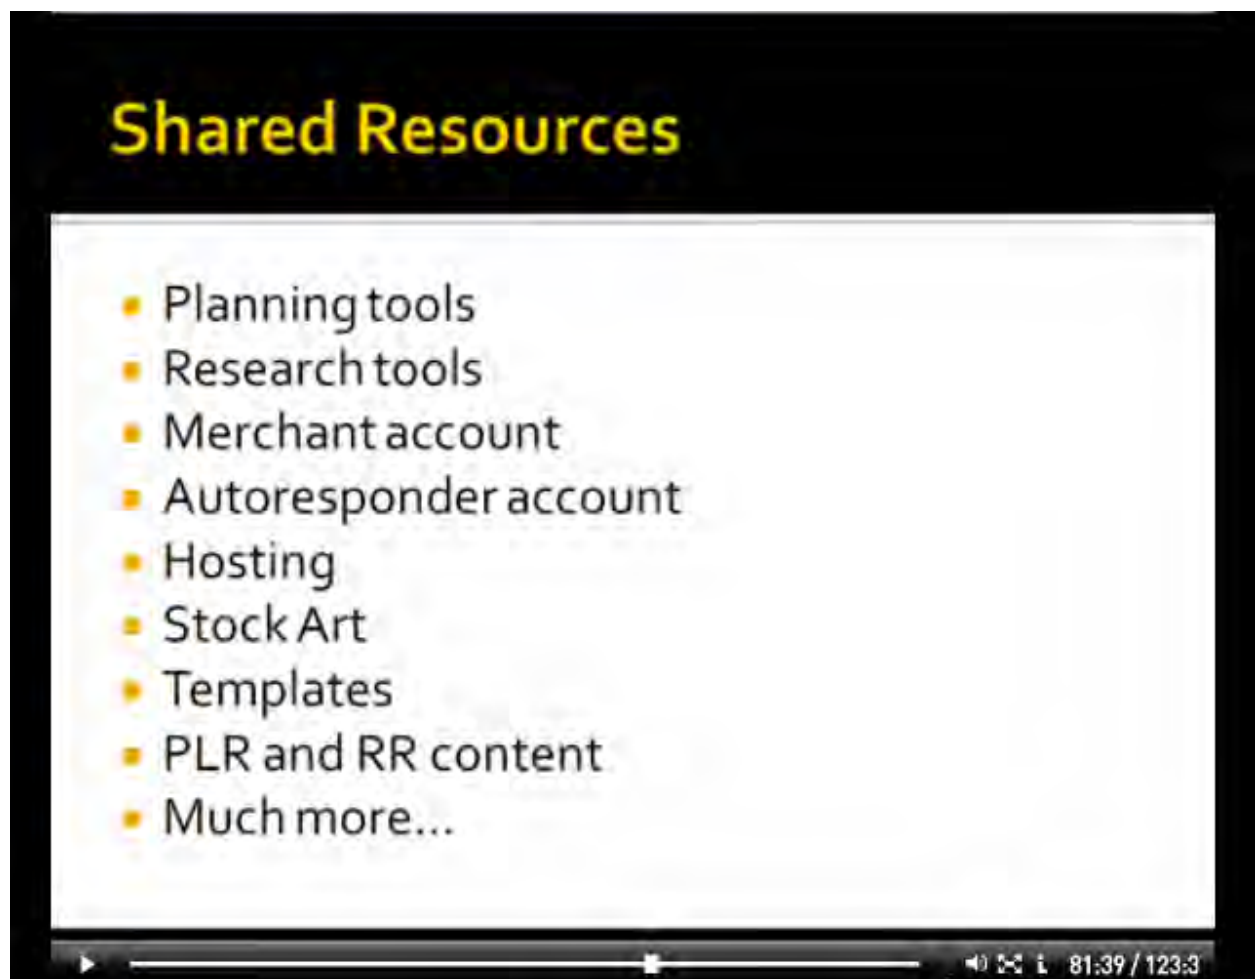 Shared Resources
Planning tools
Research tools
Merchant account
Autoresponder account
Hosting
Stock Art
Templates
PLR and RR content
Much more...
81:39 / 123:3